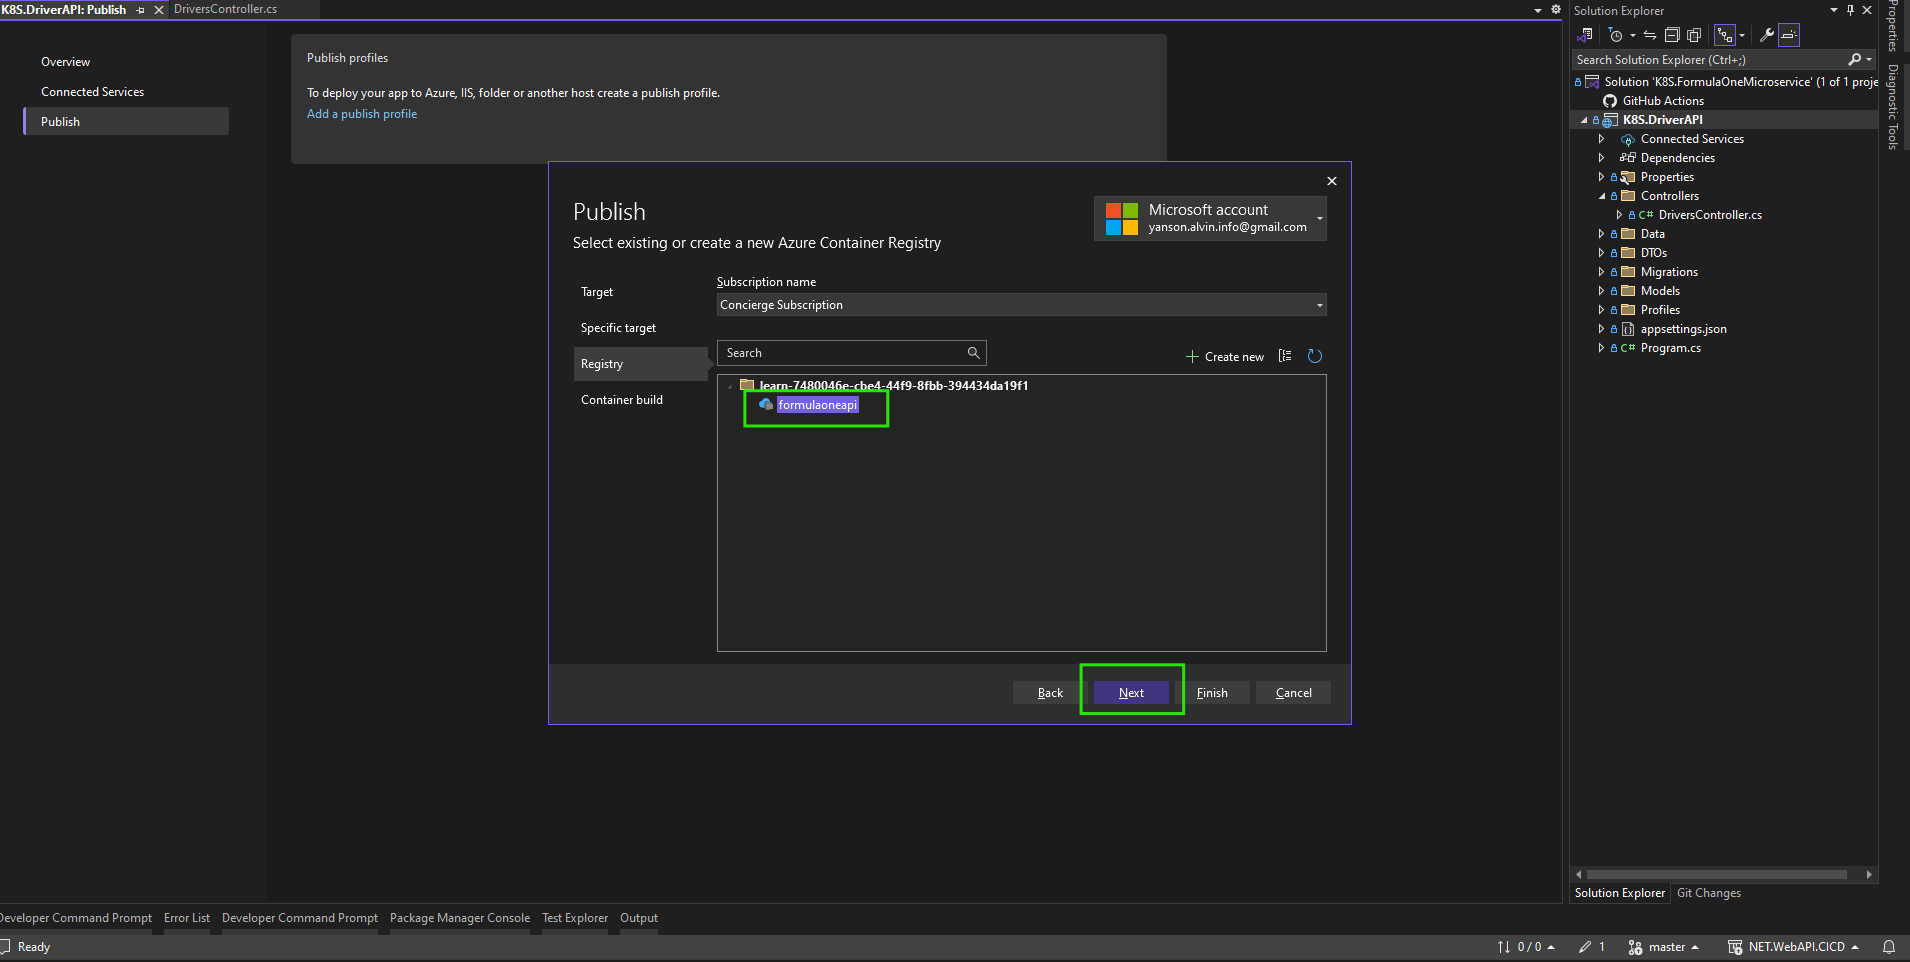 K8S.DriverAPI: Publish
DriversController.cs
Overview
Connected Services
Publish
Publish profiles
To deploy your app to Azure, IIS, folder or another host create a publish profile.
Add a publish profile
Publish
Select existing or create a new Azure Container Registry
Microsoft account
yanson.alvin.info@gmail.com
Target
Specific target
Registry
Container build
Subscription name
Concierge Subscription
Search
Create new
learn-7480046e-cbe4-44f9-8fbb-394434da19f1
formulaoneapi
Back
Next
Finish
Cancel
Solution Explorer
Search Solution Explorer (Ctrl+;)
Solution 'K8S.FormulaOneMicroservice' (1 of 1 proje
GitHub Actions
K8S.DriverAPI
Connected Services
Dependencies
Properties
Controllers
C# DriversController.cs
Data
DTOs
Migrations
Models
Profiles
appsettings.json
C# Program.cs
Solution Explorer
Git Changes
Properties
Diagnostic Tools
Developer Command Prompt
Error List
Developer Command Prompt
Package Manager Console
Test Explorer
Output
Ready
0 / 0
1
master
NET.WebAPI.CICD